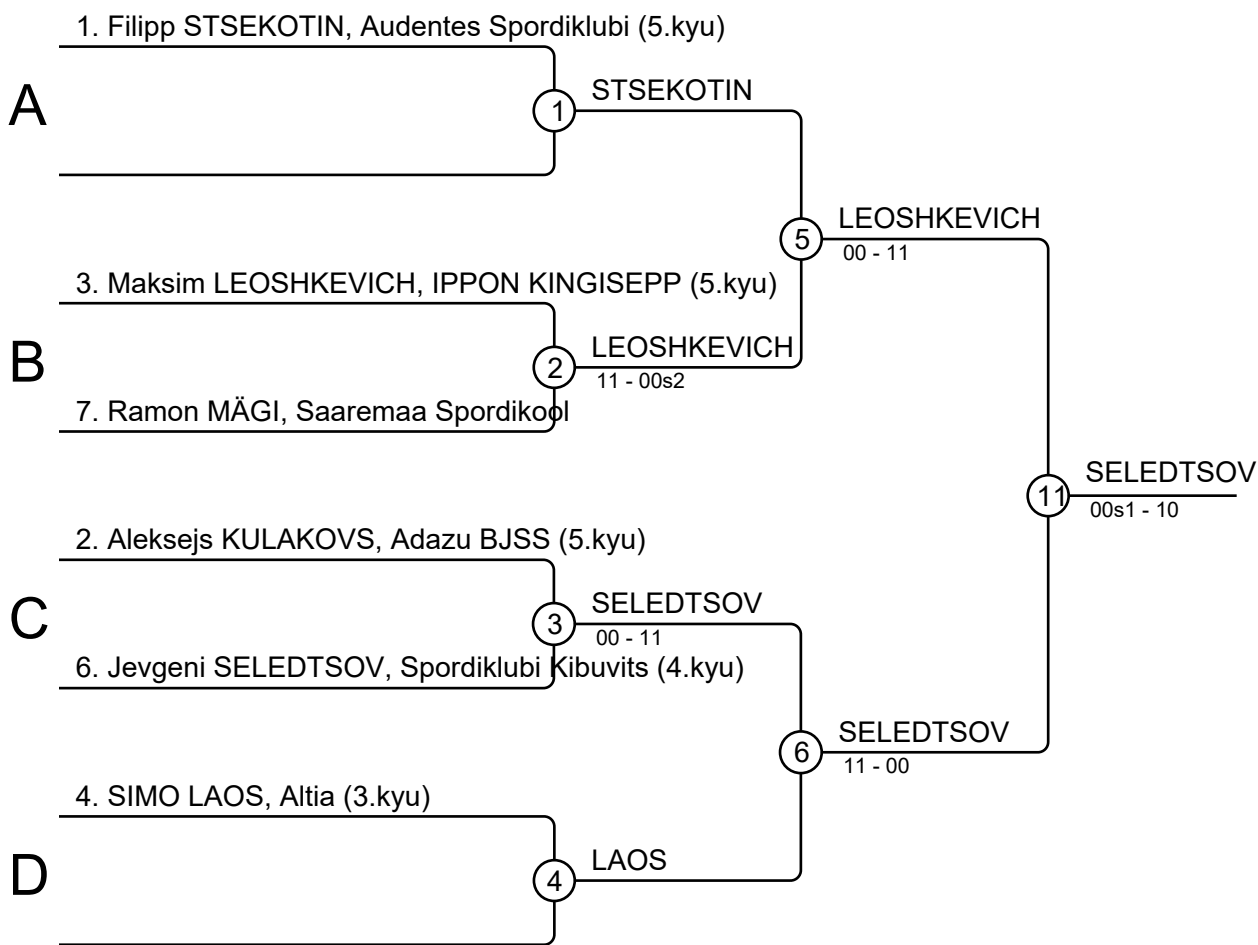 1. Filipp STSEKOTIN, Audentes Spordiklubi (5.kyu)
A
1
STSEKOTIN
5
LEOSHKEVICH
00 - 11
3. Maksim LEOSHKEVICH, IPPON KINGISEPP (5.kyu)
B
2
LEOSHKEVICH
11 - 00s2
7. Ramon MÄGI, Saaremaa Spordikool
11
SELEDTSOV
00s1 - 10
2. Aleksejs KULAKOVS, Adazu BJSS (5.kyu)
C
3
SELEDTSOV
00 - 11
6. Jevgeni SELEDTSOV, Spordiklubi Kibuvits (4.kyu)
6
SELEDTSOV
11 - 00
4. SIMO LAOS, Altia (3.kyu)
D
4
LAOS